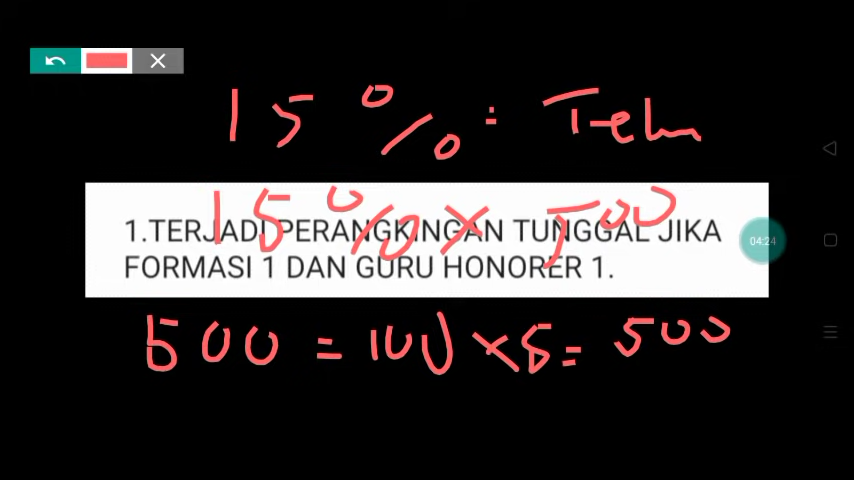 15% = Tek
15% x 500
1.TERJADI PERANGKINGAN TUNGGAL JIKA
04:24
FORMASI 1 DAN GURU HONORER 1.
500 = 100 x 5 = 500